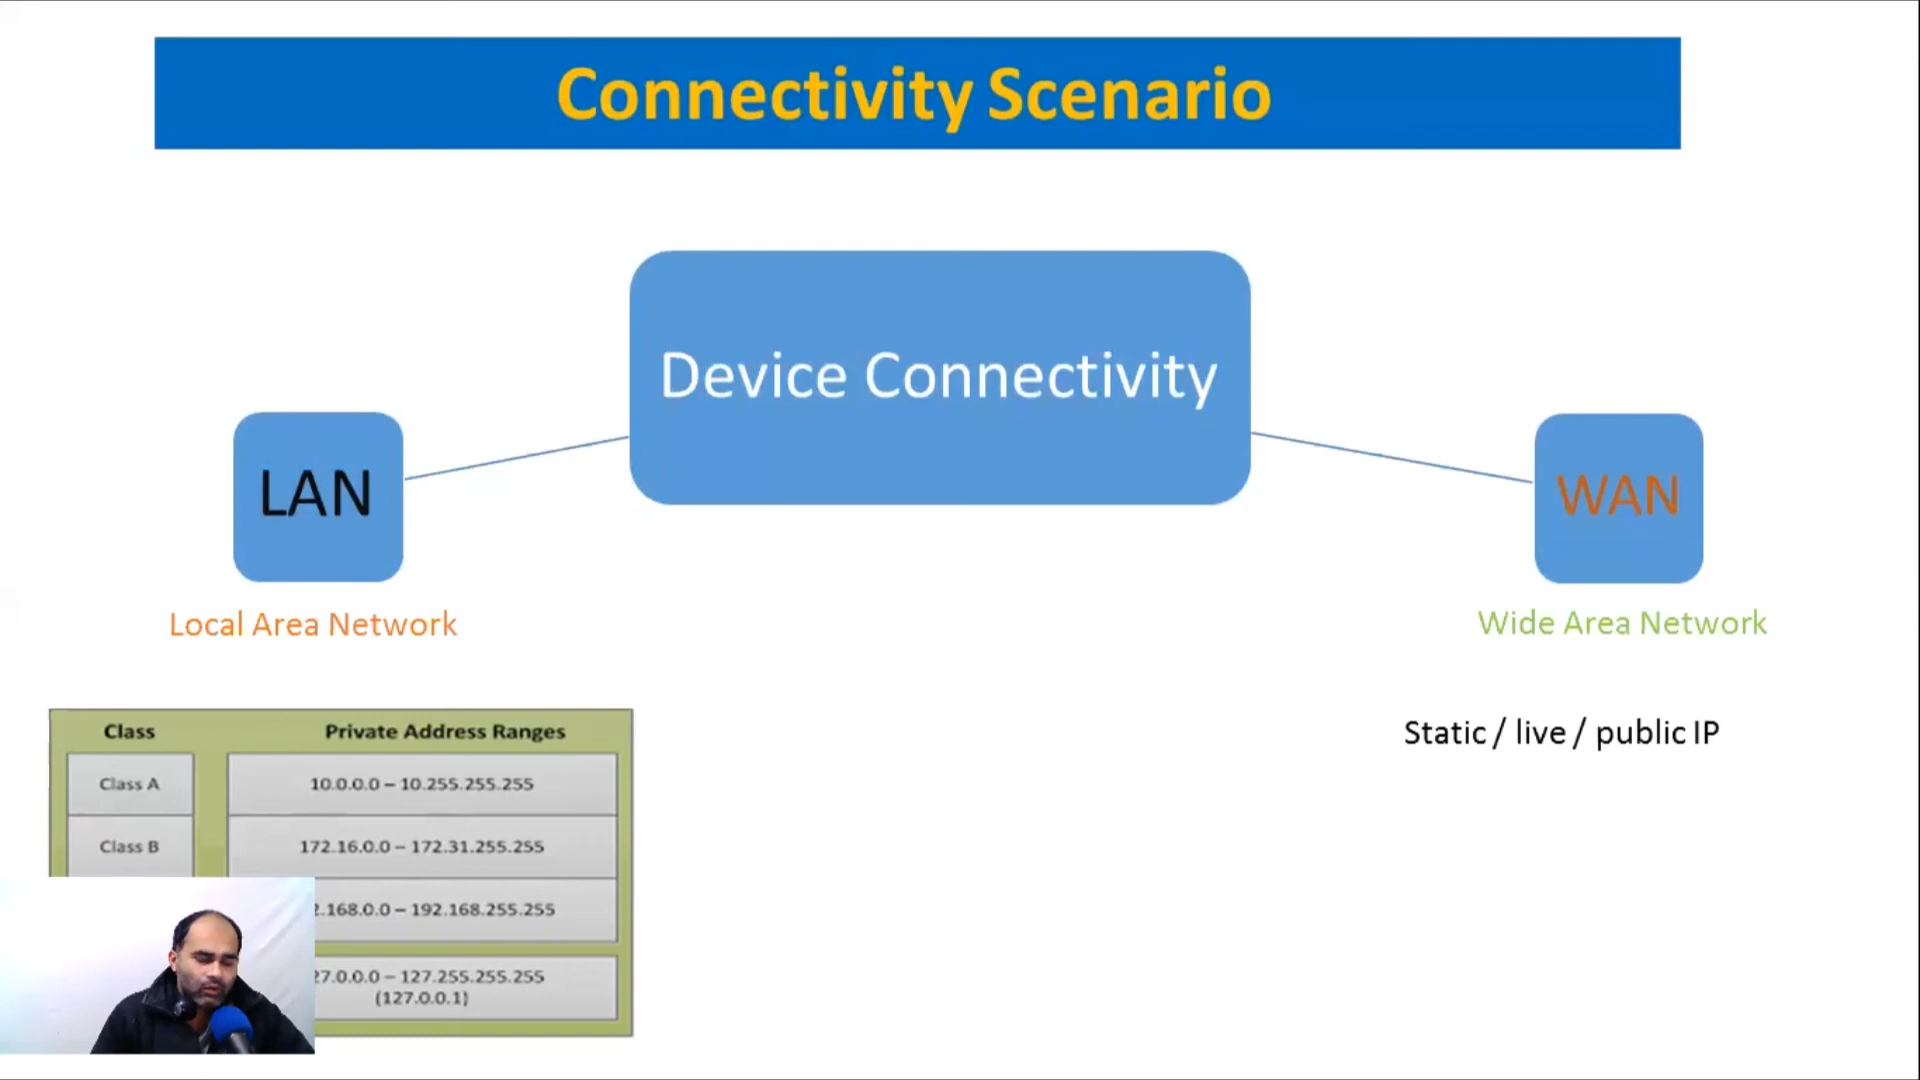 Connectivity Scenario
Device Connectivity
LAN
WAN
Local Area Network
Wide Area Network
Class Private Address Ranges
Class A 10.0.0.0 – 10.255.255.255
Class B 172.16.0.0 – 172.31.255.255
.168.0.0 – 192.168.255.255
7.0.0.0 – 127.255.255.255
(127.0.0.1)
Static / live / public IP